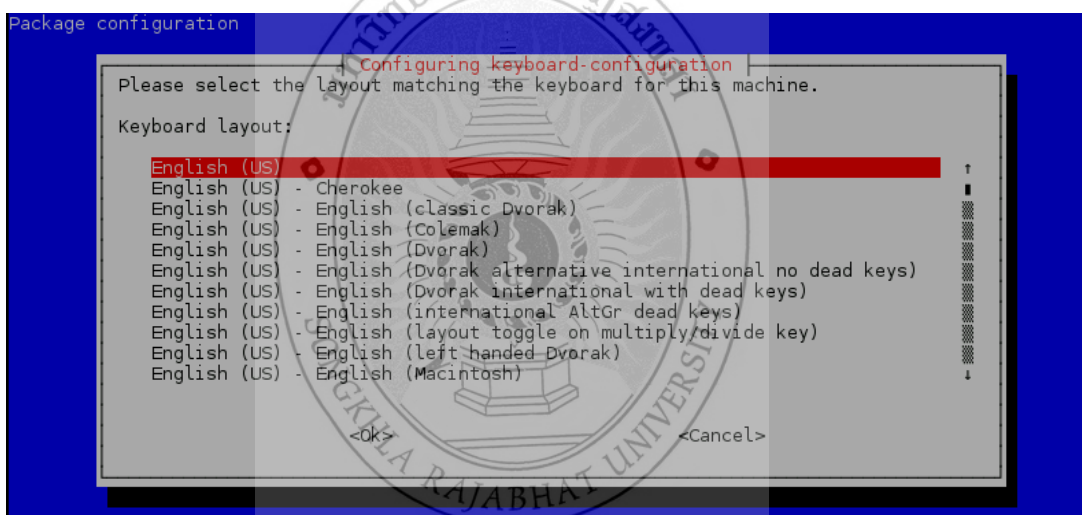 Package configuration
Configuring keyboard-configuration
Please select the layout matching the keyboard for this machine.
Keyboard layout:
English (US)
English (US) - Cherokee
English (US) - English (classic Dvorak)
English (US) - English (Colemak)
English (US) - English (Dvorak)
English (US) - English (Dvorak alternative international no dead keys)
English (US) - English (Dvorak international with dead keys)
English (US) - English (international AltGr dead keys)
English (US) - English (layout toggle on multiply/divide key)
English (US) - English (left handed Dvorak)
English (US) - English (Macintosh)
<Ok> <Cancel>
SONGKHLA RAJABHAT UNIVERSITY